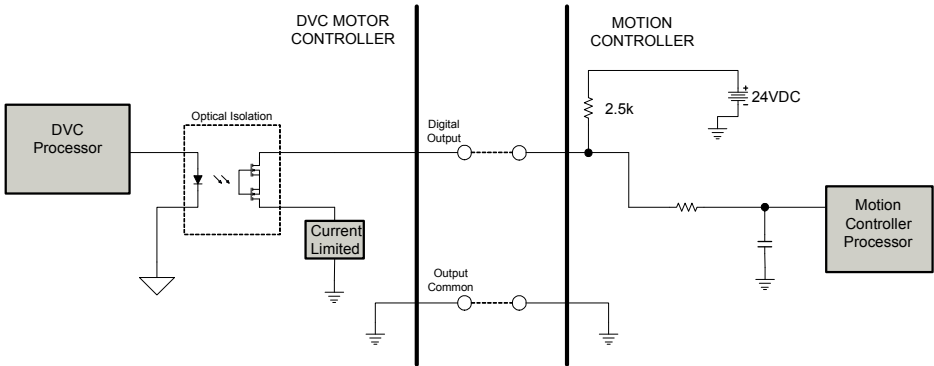 DVC MOTOR
CONTROLLER
MOTION
CONTROLLER
+
24VDC
-
2.5k
DVC
Processor
Optical Isolation
Digital
Output
Current
Limited
Motion
Controller
Processor
Output
Common